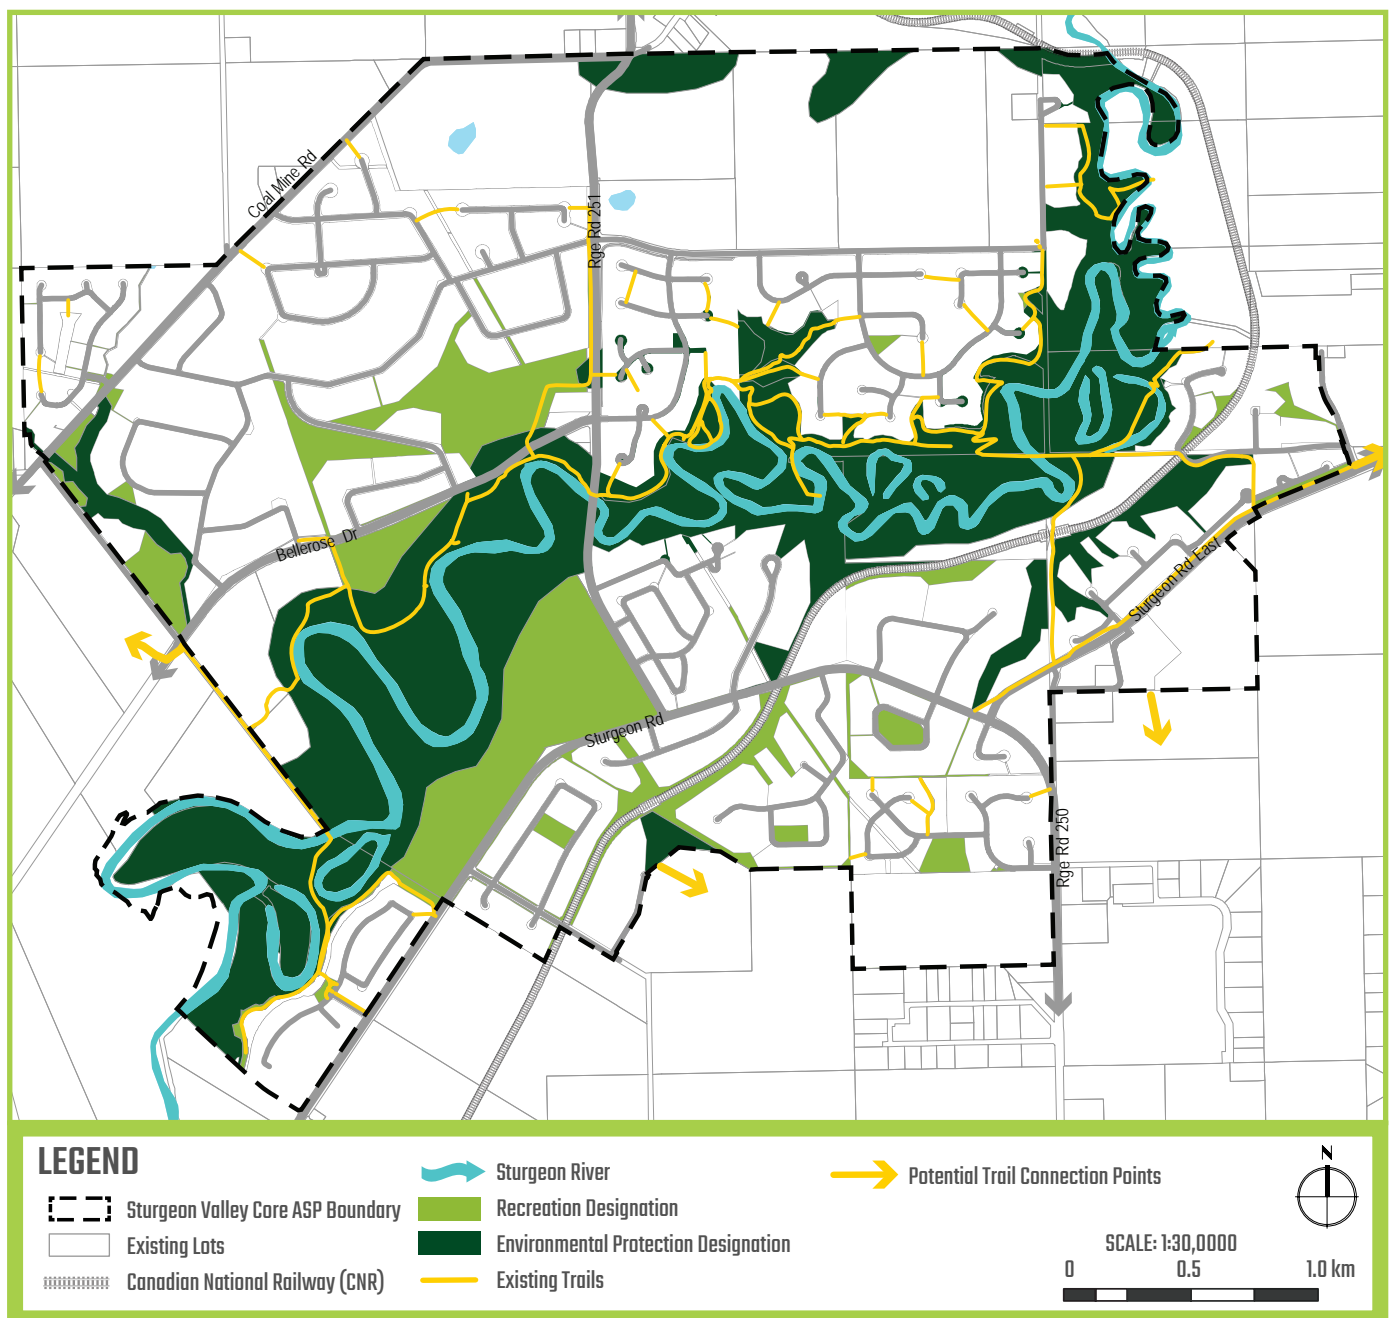 Coal Mine Rd
Rge Rd 251
Bellerose Dr
Sturgeon Rd East
Sturgeon Rd
Rge Rd 250
LEGEND
Sturgeon Valley Core ASP Boundary
Existing Lots
Canadian National Railway (CNR)
Sturgeon River
Recreation Designation
Environmental Protection Designation
Existing Trails
Potential Trail Connection Points
N
SCALE: 1:30,0000
0 0.5 1.0 km